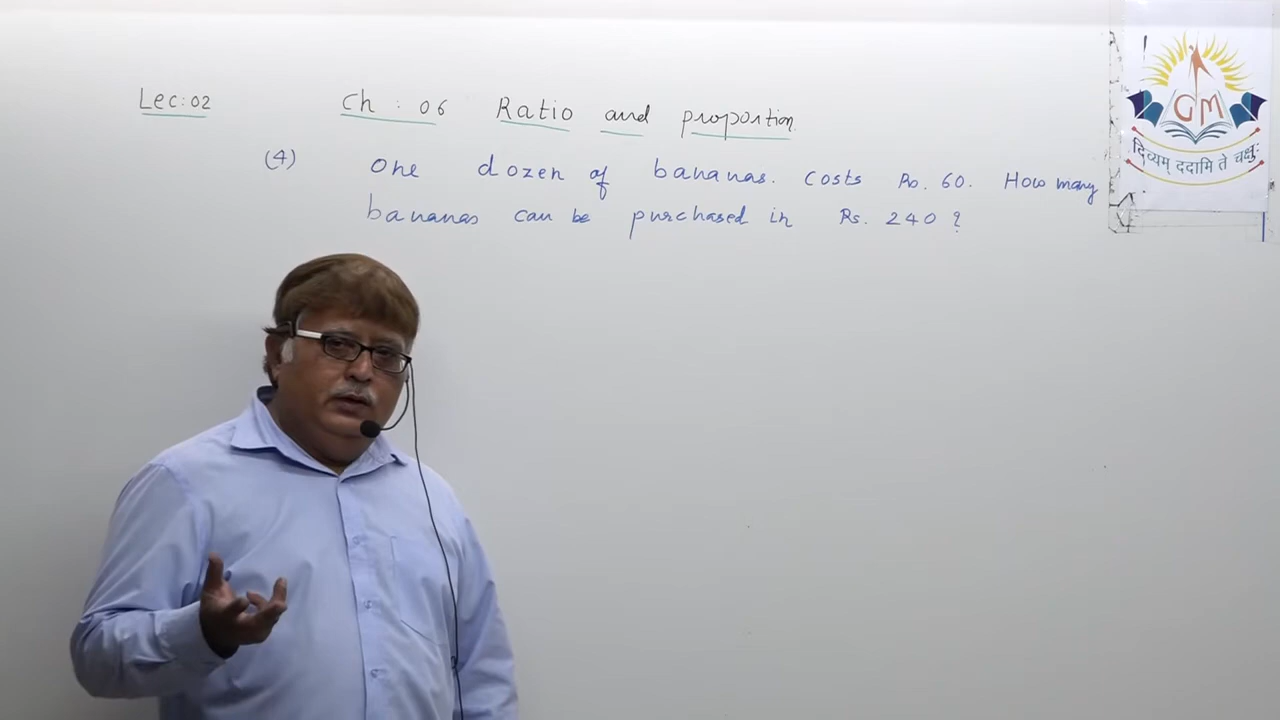 Lec: 02
Ch : 06 Ratio and proportion.
(4) One dozen of bananas. costs Rs. 60. How many
bananas can be purchased in Rs. 240 ?
GM
दिव्यम् ददामि ते चक्षुः